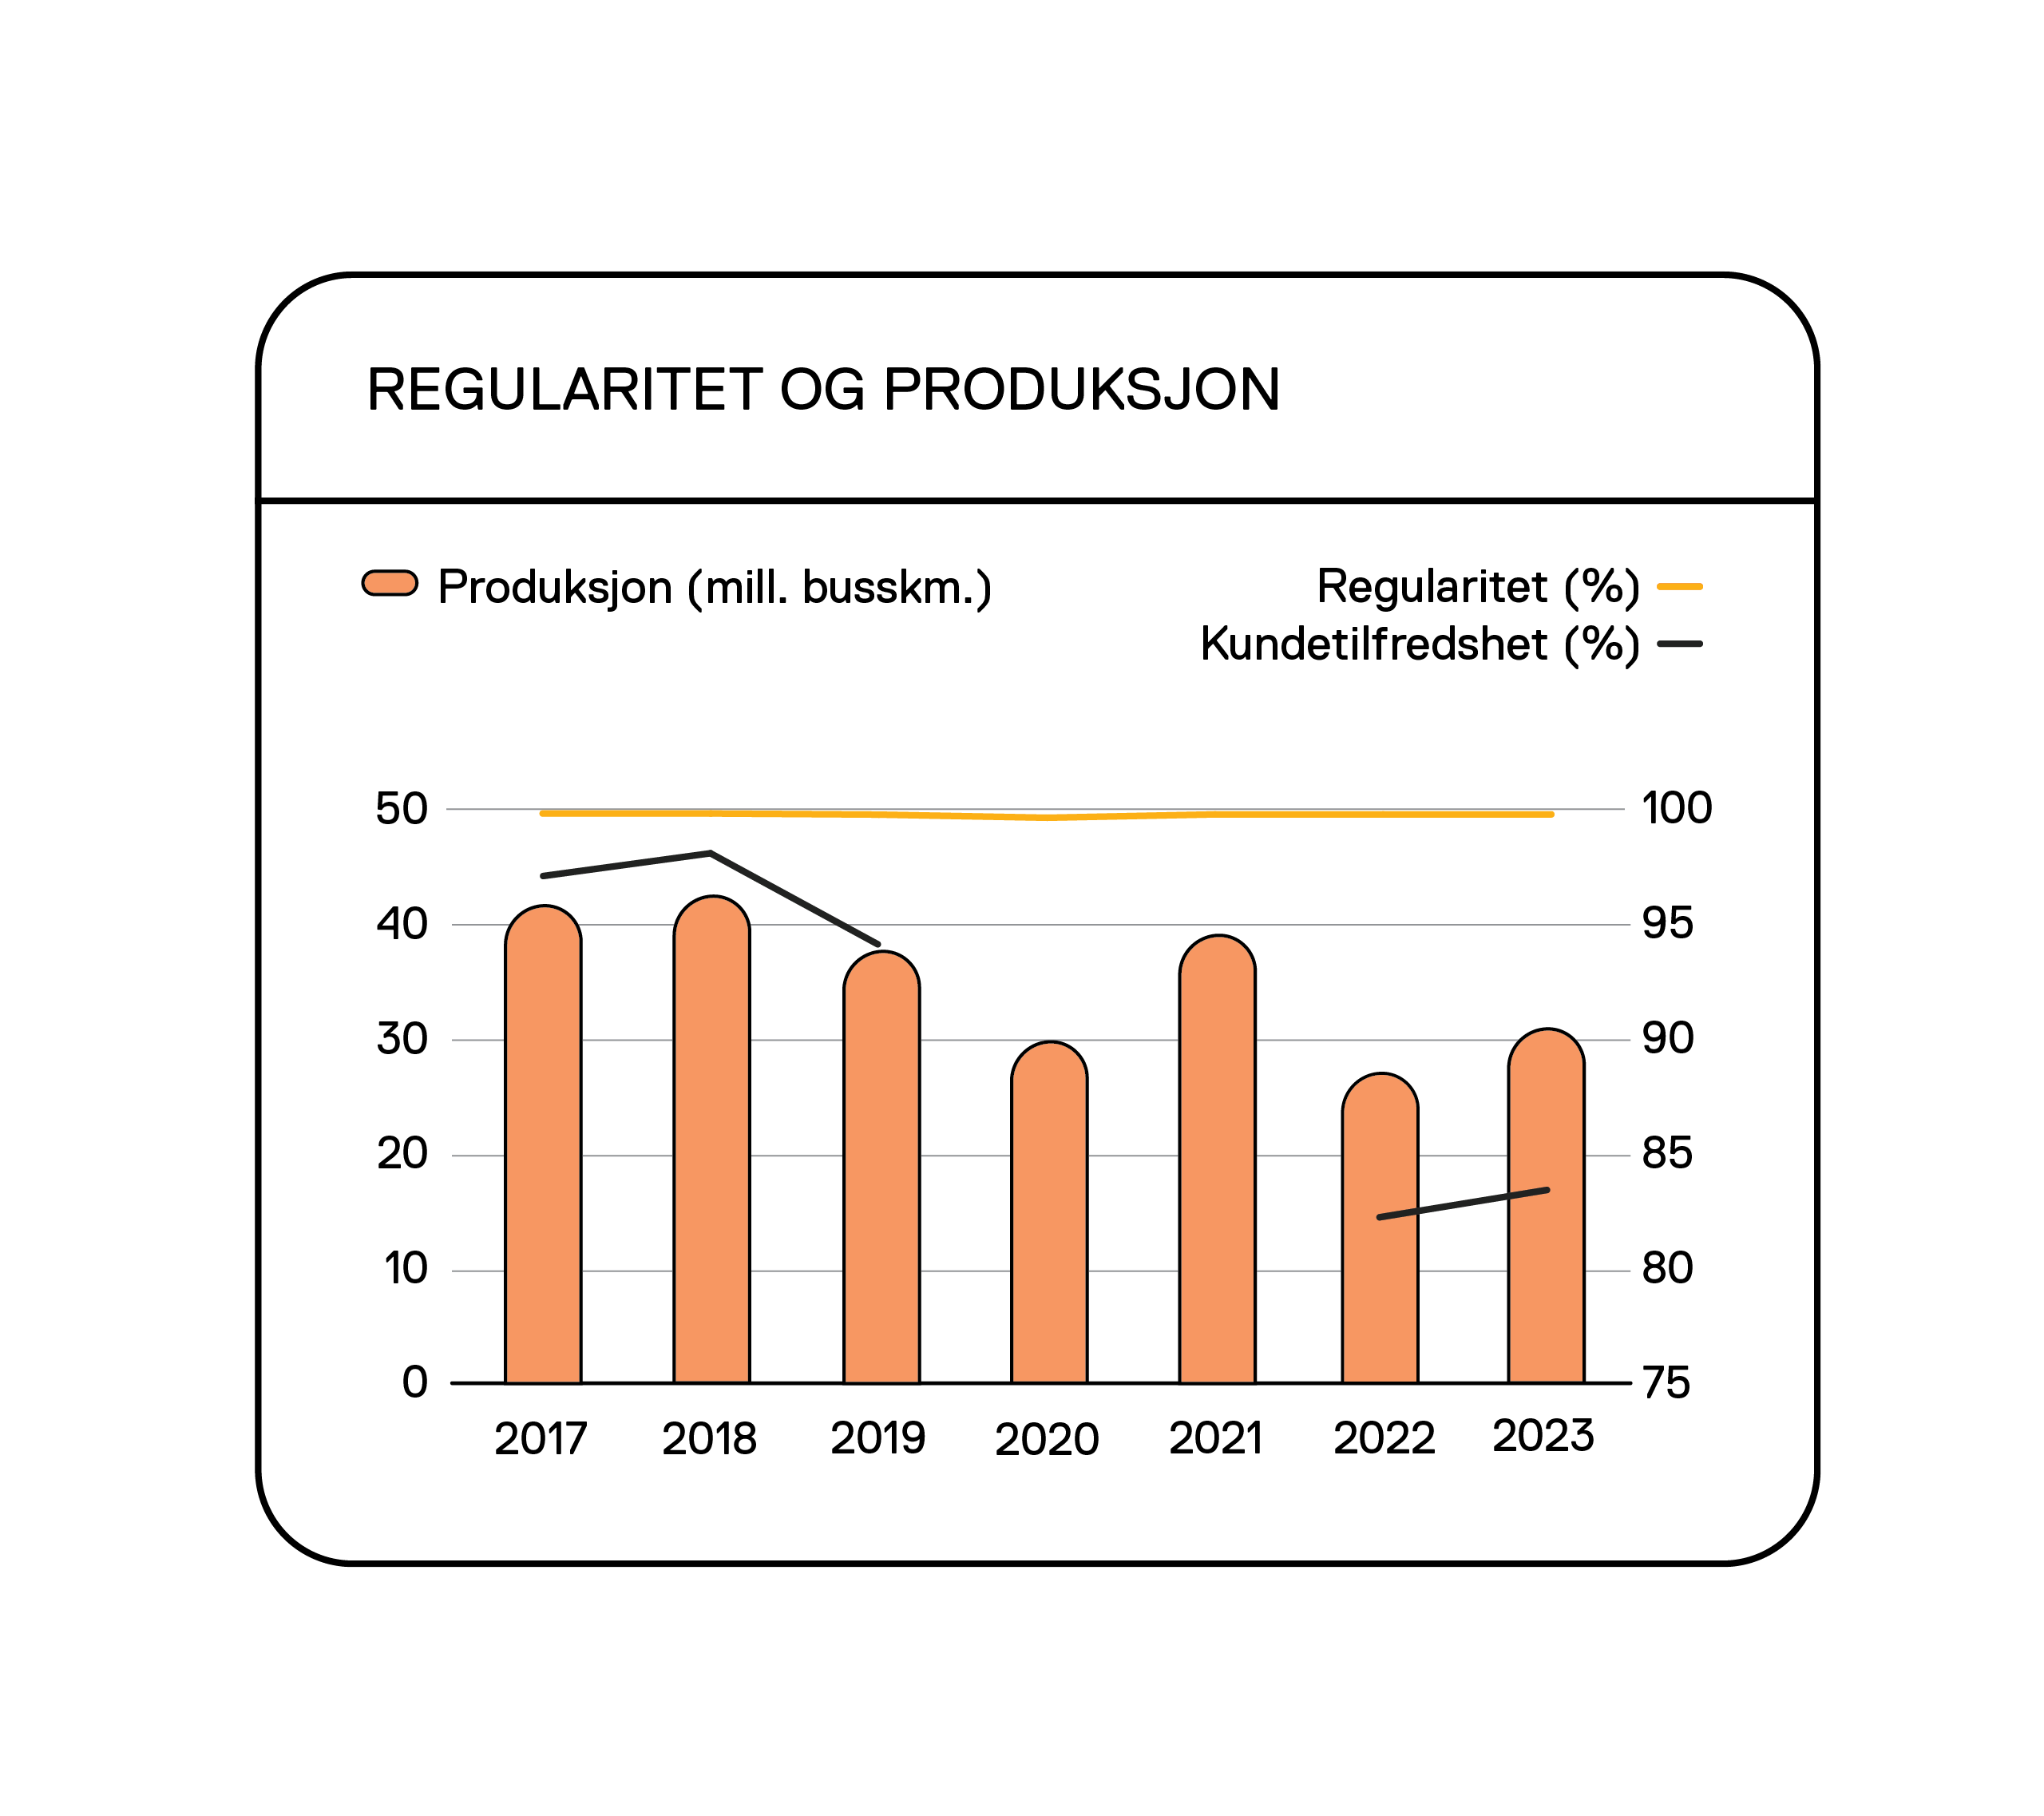 REGULARITET OG PRODUKSJON
Produksjon (mill. busskm.)
Regularitet (%)
Kundetilfredshet (%)
50 100
40 95
30 90
20 85
10 80
0 75
2017 2018 2019 2020 2021 2022 2023